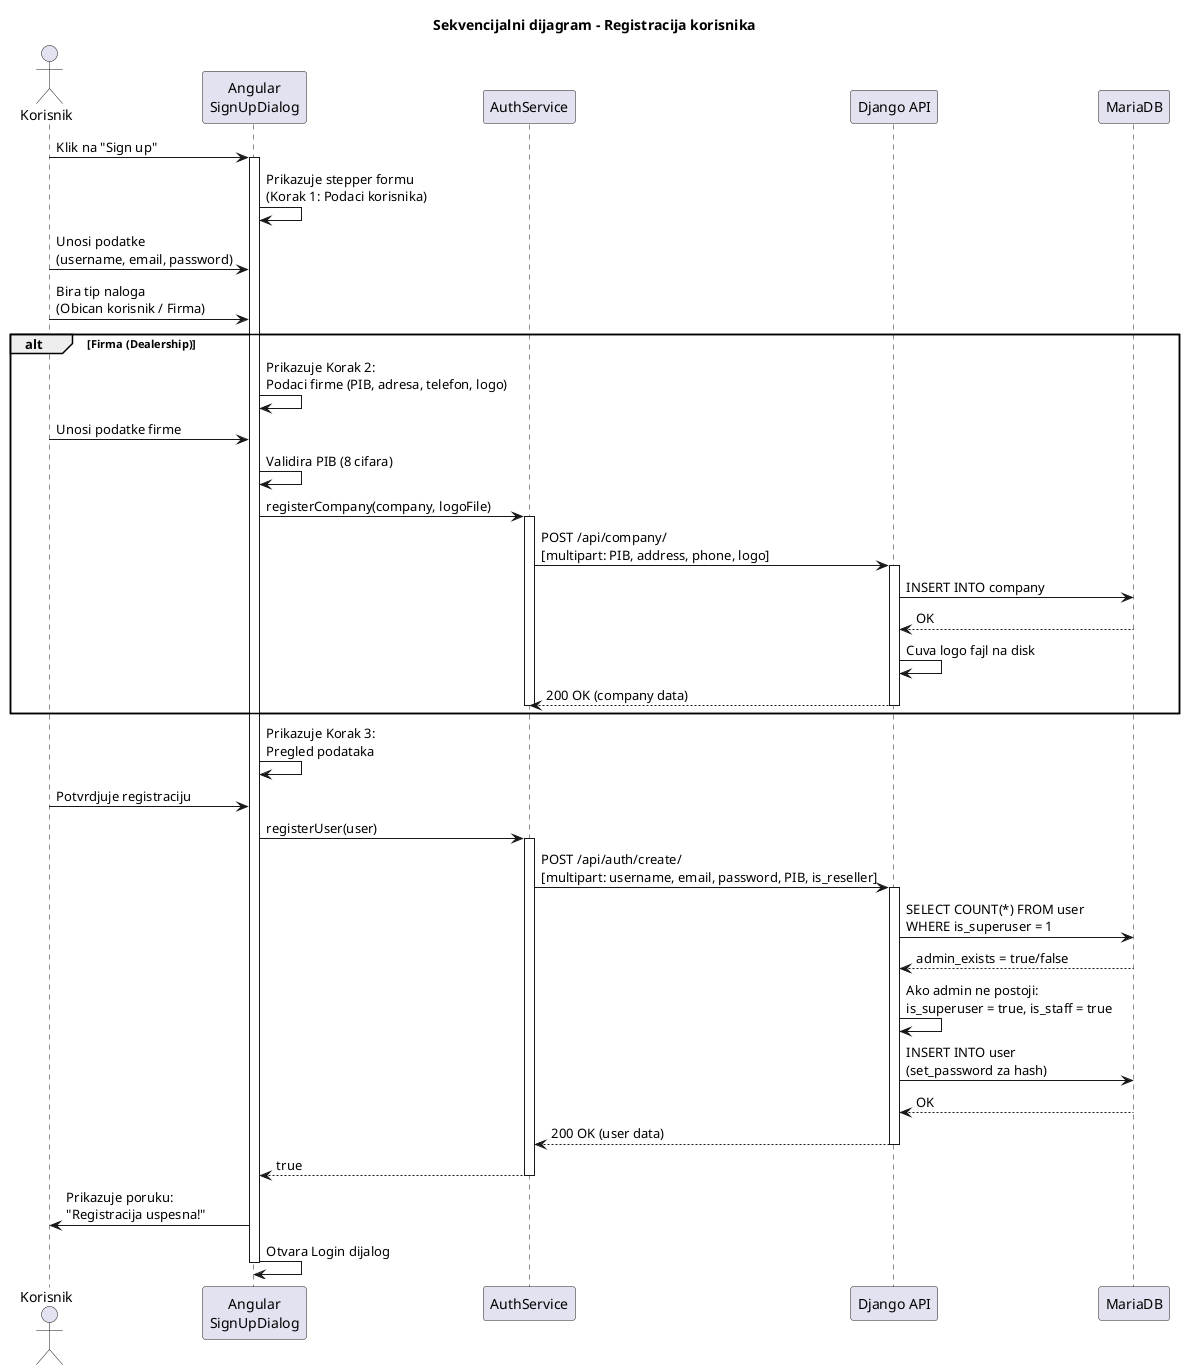 Sekvencijalni dijagram - Registracija korisnika
Korisnik
Angular
SignUpDialog
AuthService
Django API
MariaDB
Klik na "Sign up"
Prikazuje stepper formu
(Korak 1: Podaci korisnika)
Unosi podatke
(username, email, password)
Bira tip naloga
(Obican korisnik / Firma)
alt
[Firma (Dealership)]
Prikazuje Korak 2:
Podaci firme (PIB, adresa, telefon, logo)
Unosi podatke firme
Validira PIB (8 cifara)
registerCompany(company, logoFile)
POST /api/company/
[multipart: PIB, address, phone, logo]
INSERT INTO company
OK
Cuva logo fajl na disk
200 OK (company data)
Prikazuje Korak 3:
Pregled podataka
Potvrdjuje registraciju
registerUser(user)
POST /api/auth/create/
[multipart: username, email, password, PIB, is_reseller]
SELECT COUNT(*) FROM user
WHERE is_superuser = 1
admin_exists = true/false
Ako admin ne postoji:
is_superuser = true, is_staff = true
INSERT INTO user
(set_password za hash)
OK
200 OK (user data)
true
Prikazuje poruku:
"Registracija uspesna!"
Otvara Login dijalog
Korisnik
Angular
SignUpDialog
AuthService
Django API
MariaDB